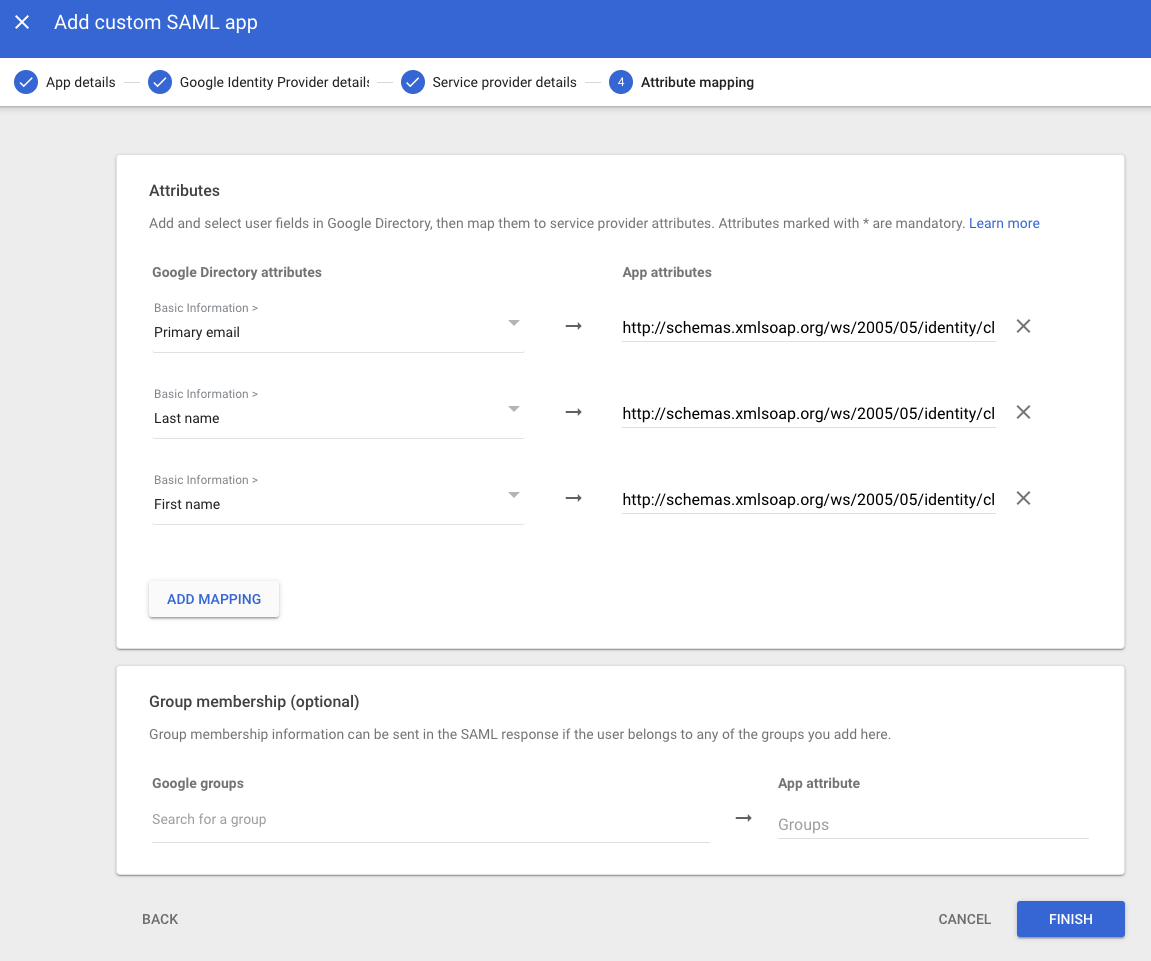 Add custom SAML app
App details
Google Identity Provider details
Service provider details
4 Attribute mapping
Attributes
Add and select user fields in Google Directory, then map them to service provider attributes. Attributes marked with * are mandatory. Learn more
Google Directory attributes
App attributes
Basic Information >
Primary email
http://schemas.xmlsoap.org/ws/2005/05/identity/cl
Basic Information >
Last name
http://schemas.xmlsoap.org/ws/2005/05/identity/cl
Basic Information >
First name
http://schemas.xmlsoap.org/ws/2005/05/identity/cl
ADD MAPPING
Group membership (optional)
Group membership information can be sent in the SAML response if the user belongs to any of the groups you add here.
Google groups
App attribute
Search for a group
Groups
BACK
CANCEL
FINISH